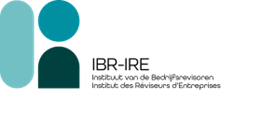 IBR-IRE
Instituut van de Bedrijfsrevisoren
Institut des Réviseurs d'Entreprises